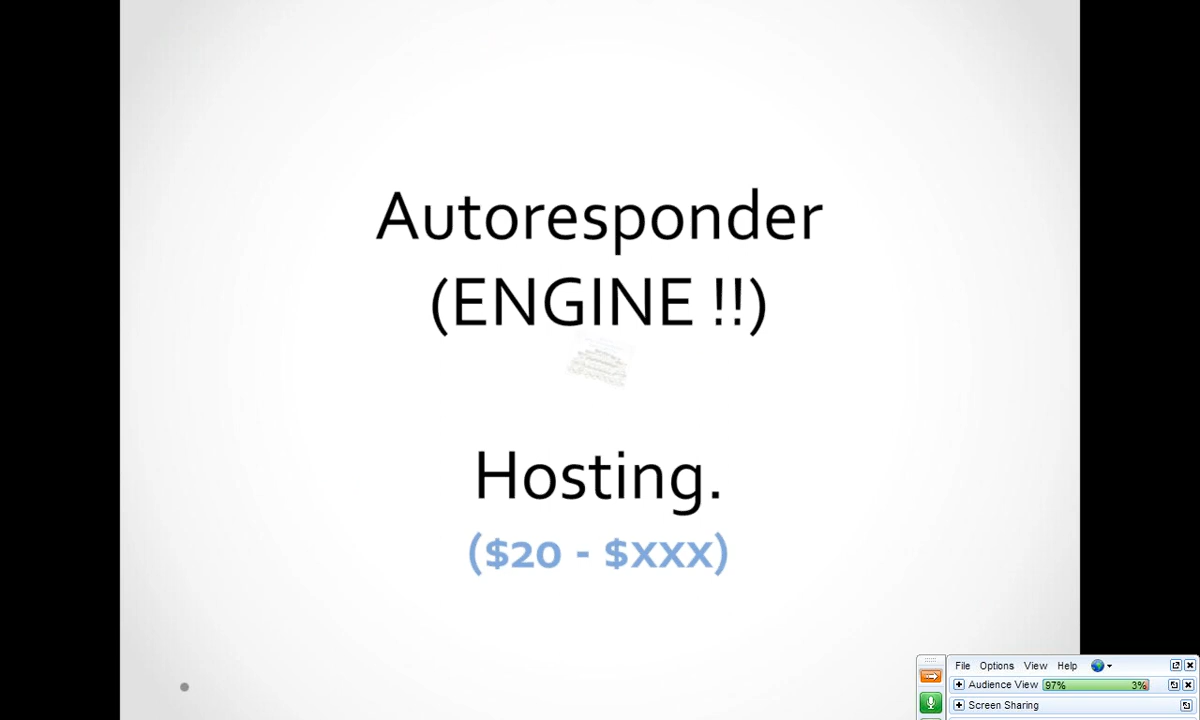 Autoresponder
(ENGINE !!)
Hosting.
($20 - $XXX)
File Options View Help
Audience View 97% 3%
Screen Sharing